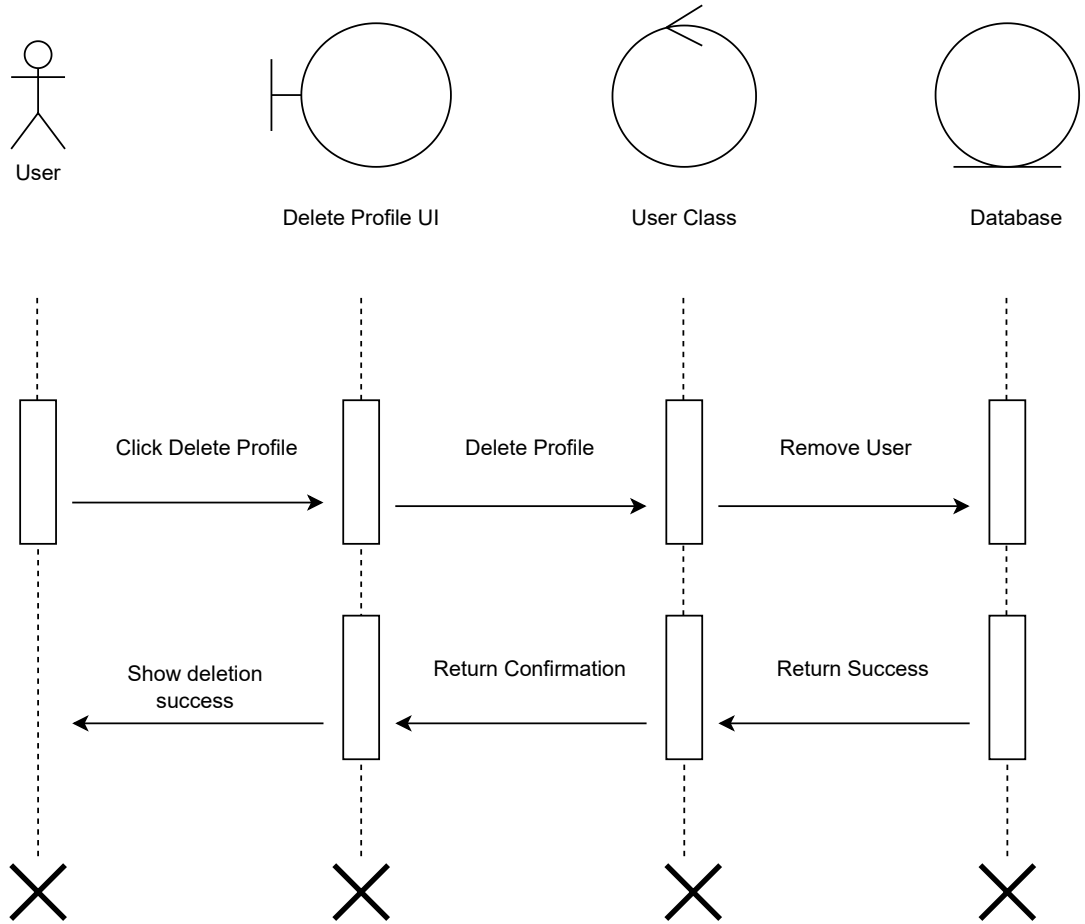 User
Delete Profile UI
User Class
Database
Click Delete Profile
Delete Profile
Remove User
Show deletion
success
Return Confirmation
Return Success